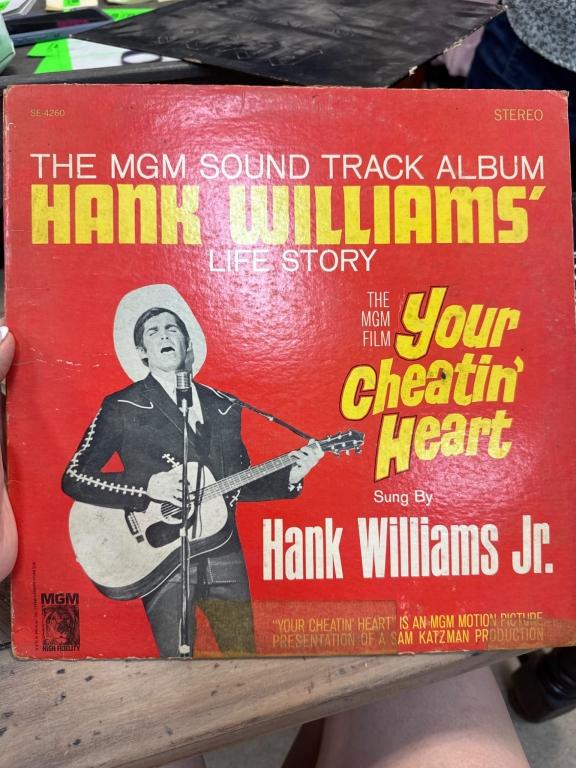 SE-4260
STEREO
THE MGM SOUND TRACK ALBUM
HANK WILLIAMS'
LIFE STORY
THE
MGM
FILM
Your
Cheatin'
Heart
Sung By
Hank Williams Jr.
MGM
HIGH FIDELITY
"YOUR CHEATIN' HEART" IS AN MGM MOTION PICTURE
PRESENTATION OF A SAM KATZMAN PRODUCTION